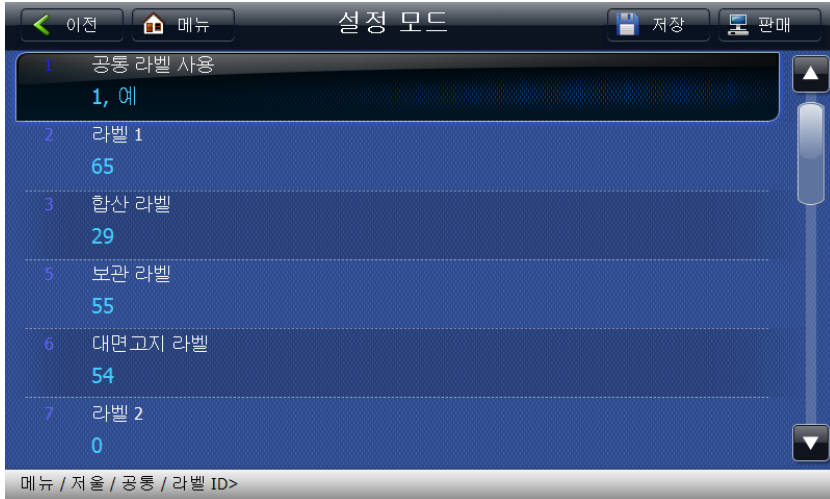 이전 메뉴 설정 모드 저장 판매
1 공통 라벨 사용
1, 예
2 라벨 1
65
3 합산 라벨
29
5 보관 라벨
55
6 대면고지 라벨
54
7 라벨 2
0
메뉴 / 저울 / 공통 / 라벨 ID>